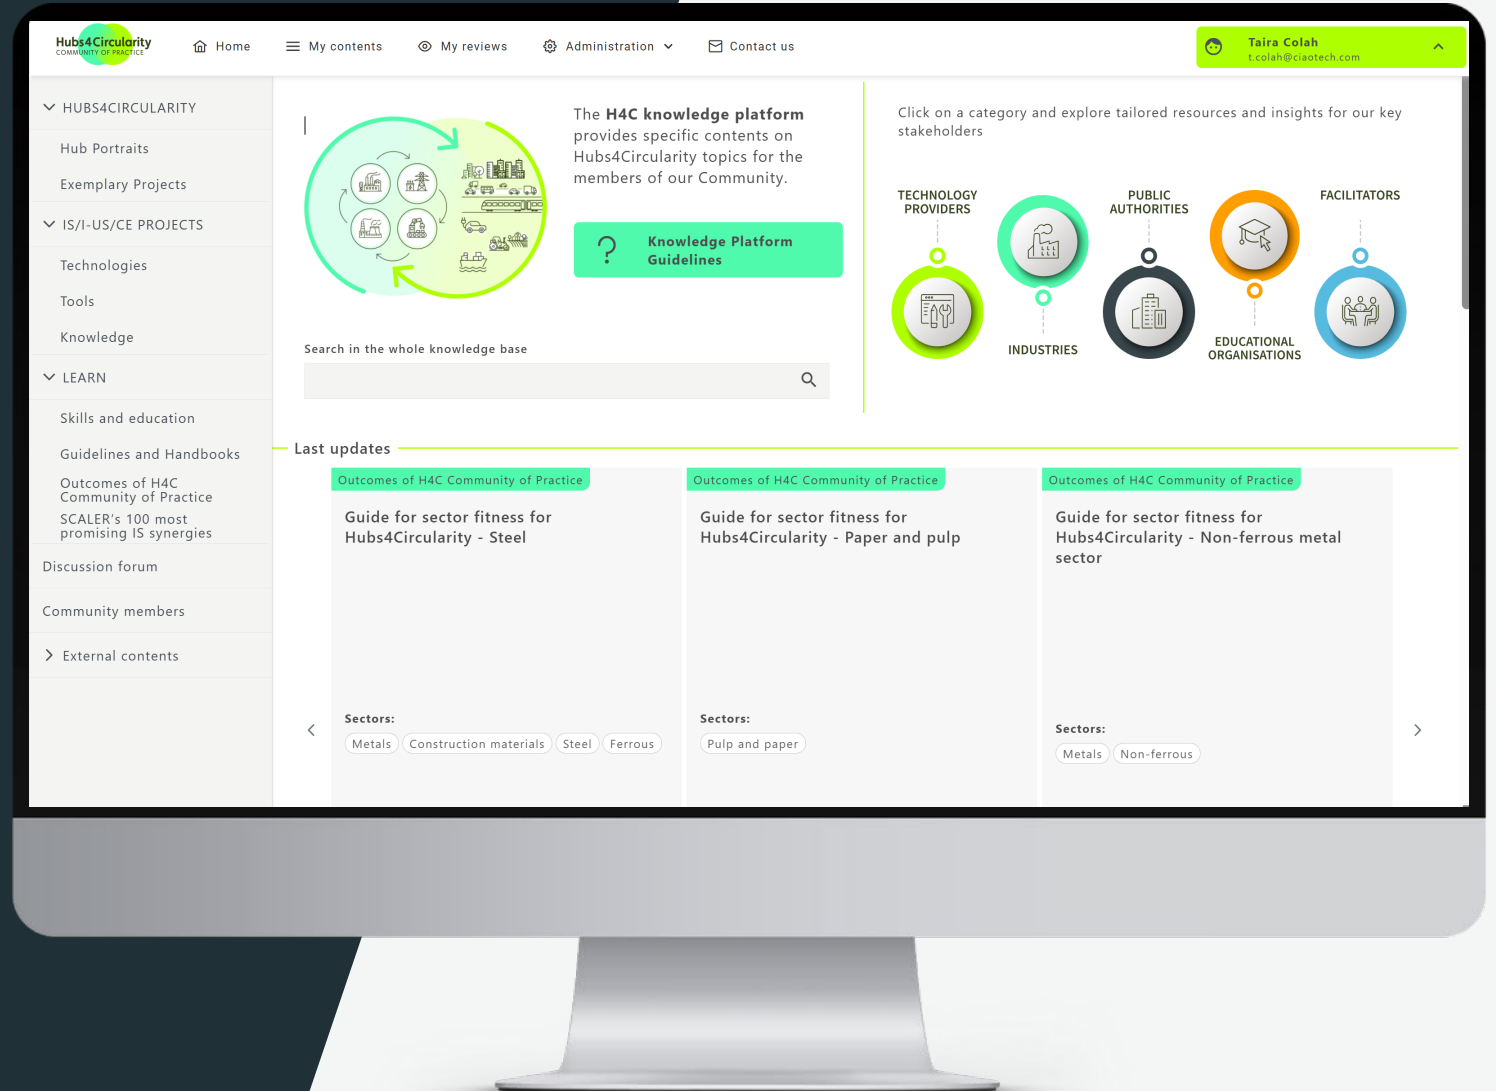 Hubs4Circularity
COMMUNITY OF PRACTICE
Home
My contents
My reviews
Administration
Contact us
Taira Colah
t.colah@ciaotech.com
HUBS4CIRCULARITY
Hub Portraits
Exemplary Projects
IS/I-US/CE PROJECTS
Technologies
Tools
Knowledge
LEARN
Skills and education
Guidelines and Handbooks
Outcomes of H4C
Community of Practice
SCALER's 100 most
promising IS synergies
Discussion forum
Community members
External contents
The H4C knowledge platform
provides specific contents on
Hubs4Circularity topics for the
members of our Community.
? Knowledge Platform
Guidelines
Search in the whole knowledge base
Click on a category and explore tailored resources and insights for our key
stakeholders
TECHNOLOGY
PROVIDERS
INDUSTRIES
PUBLIC
AUTHORITIES
EDUCATIONAL
ORGANISATIONS
FACILITATORS
Last updates
Outcomes of H4C Community of Practice
Guide for sector fitness for
Hubs4Circularity - Steel
Sectors:
Metals Construction materials Steel Ferrous
Outcomes of H4C Community of Practice
Guide for sector fitness for
Hubs4Circularity - Paper and pulp
Sectors:
Pulp and paper
Outcomes of H4C Community of Practice
Guide for sector fitness for
Hubs4Circularity - Non-ferrous metal
sector
Sectors:
Metals Non-ferrous